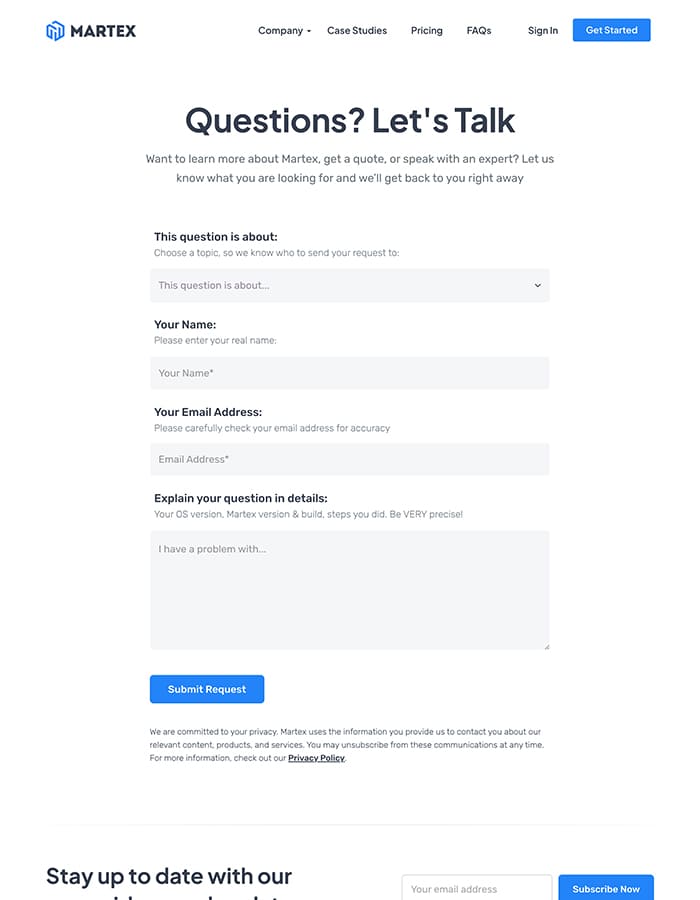 MARTEX
Company
Case Studies
Pricing
FAQs
Sign In
Get Started
Questions? Let's Talk
Want to learn more about Martex, get a quote, or speak with an expert? Let us
know what you are looking for and we'll get back to you right away
This question is about:
Choose a topic, so we know who to send your request to:
This question is about...
Your Name:
Please enter your real name:
Your Name*
Your Email Address:
Please carefully check your email address for accuracy
Email Address*
Explain your question in details:
Your OS version, Martex version & build, steps you did. Be VERY precise!
I have a problem with...
Submit Request
We are committed to your privacy. Martex uses the information you provide us to contact you about our
relevant content, products, and services. You may unsubscribe from these communications at any time.
For more information, check out our Privacy Policy.
Stay up to date with our
Your email address
Subscribe Now